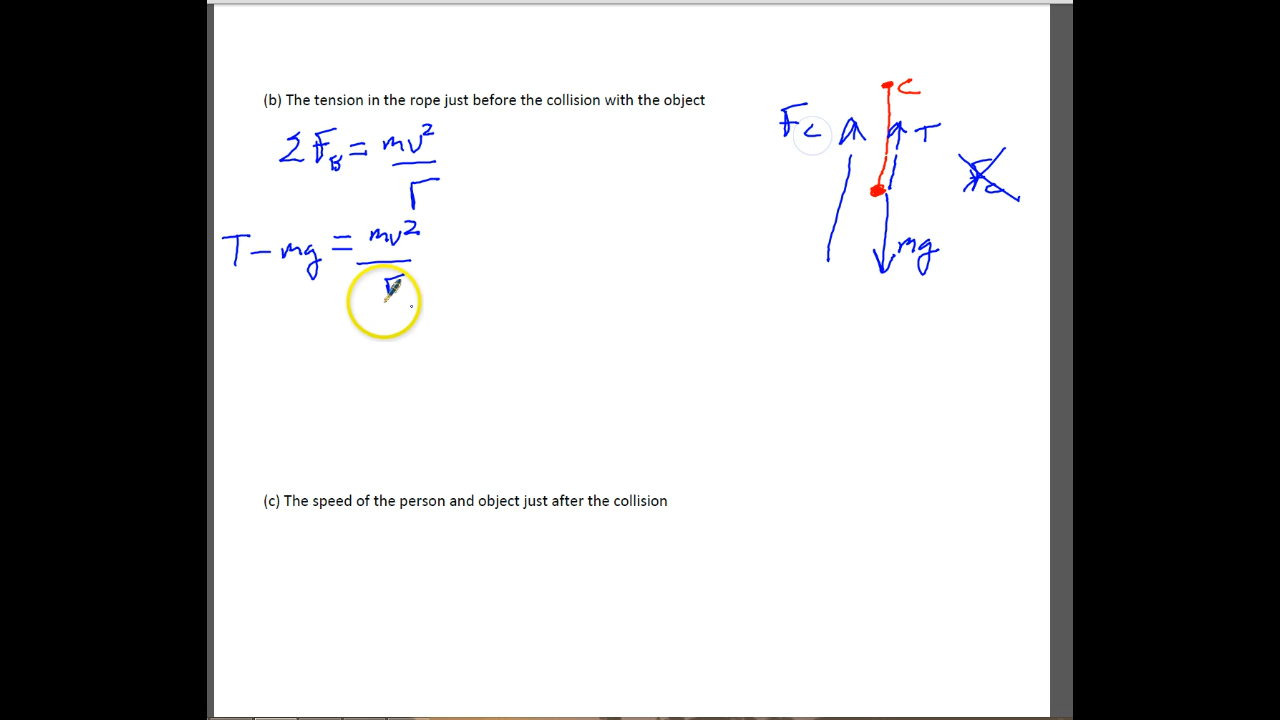 (b) The tension in the rope just before the collision with the object
C
Fc T
ΣF = mv²
r
Fc
T - mg = mv²
r
mg
(c) The speed of the person and object just after the collision